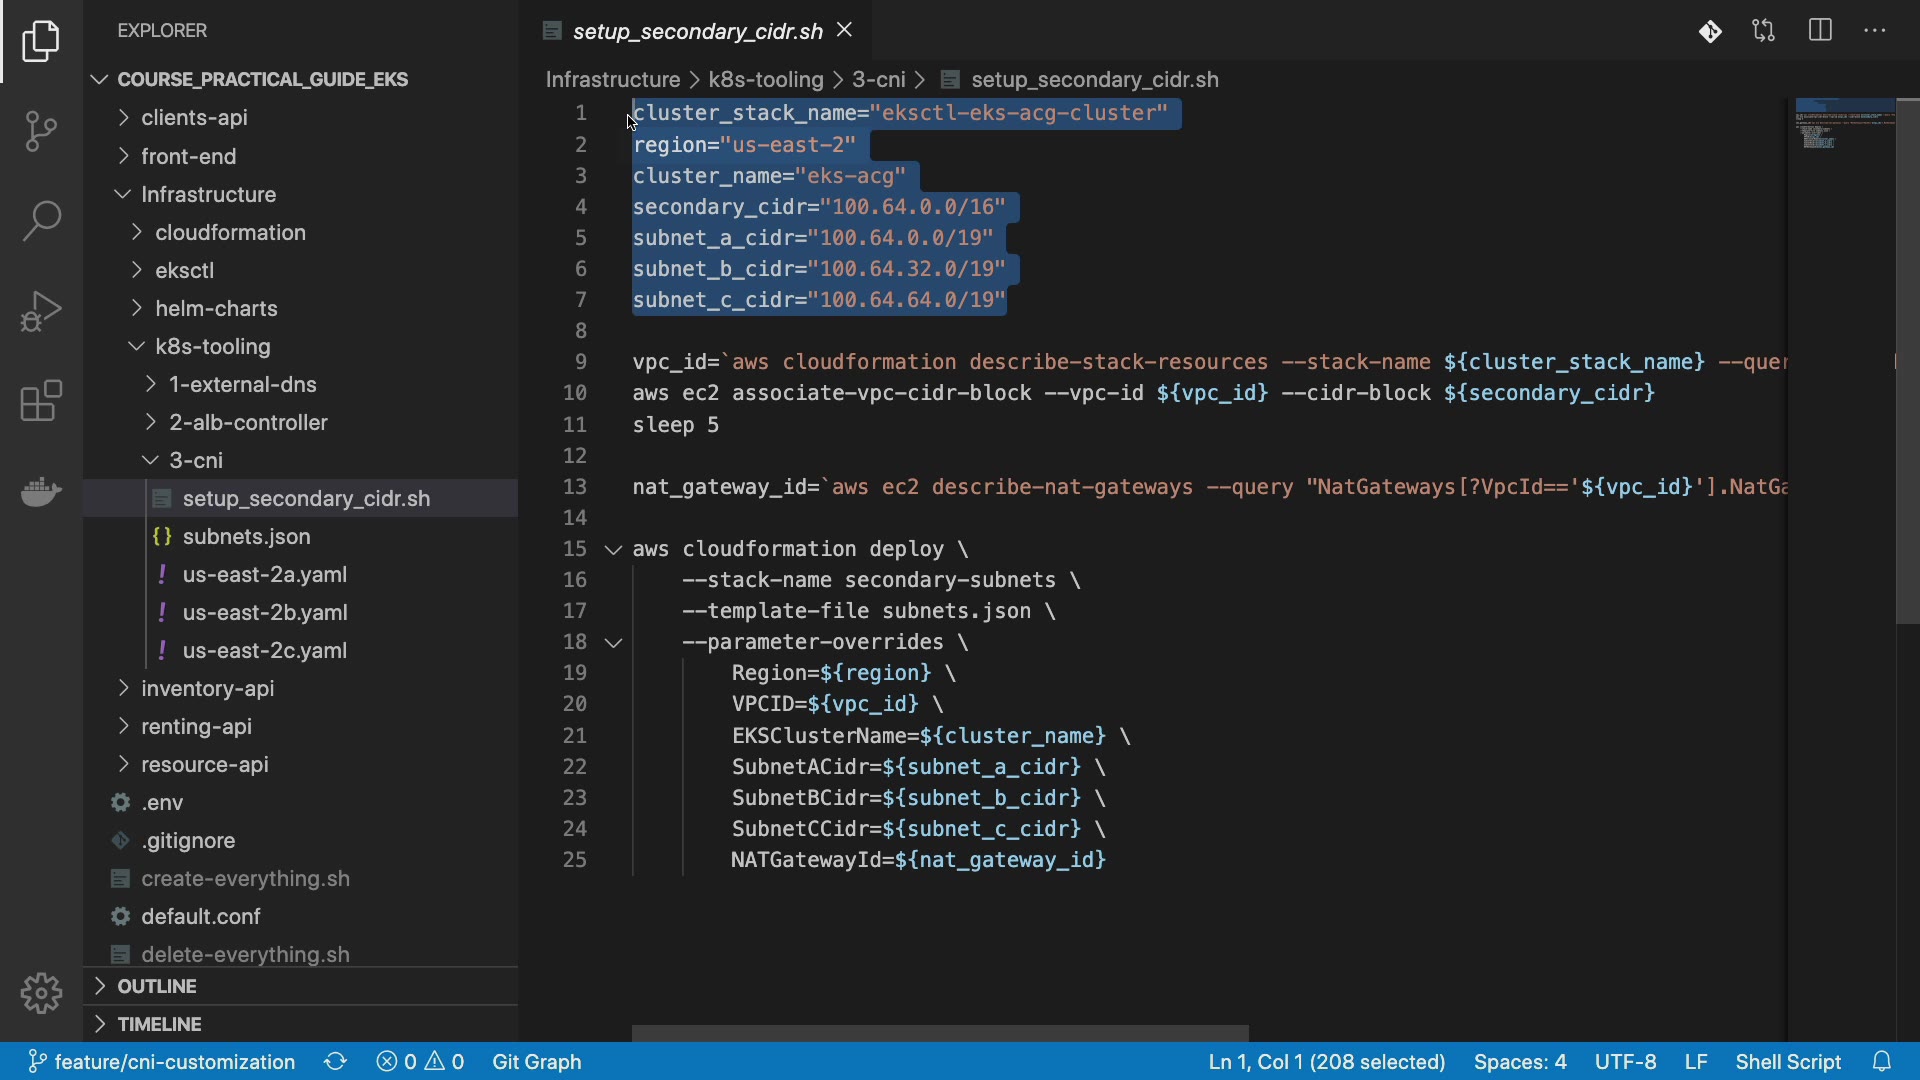 EXPLORER
COURSE_PRACTICAL_GUIDE_EKS
clients-api
front-end
Infrastructure
cloudformation
eksctl
helm-charts
k8s-tooling
1-external-dns
2-alb-controller
3-cni
setup_secondary_cidr.sh
{} subnets.json
! us-east-2a.yaml
! us-east-2b.yaml
! us-east-2c.yaml
inventory-api
renting-api
resource-api
.env
.gitignore
create-everything.sh
default.conf
delete-everything.sh
OUTLINE
TIMELINE
setup_secondary_cidr.sh
Infrastructure > k8s-tooling > 3-cni > setup_secondary_cidr.sh
1 cluster_stack_name="eksctl-eks-acg-cluster"
2 region="us-east-2"
3 cluster_name="eks-acg"
4 secondary_cidr="100.64.0.0/16"
5 subnet_a_cidr="100.64.0.0/19"
6 subnet_b_cidr="100.64.32.0/19"
7 subnet_c_cidr="100.64.64.0/19"
8
9 vpc_id=`aws cloudformation describe-stack-resources --stack-name ${cluster_stack_name} --quer
10 aws ec2 associate-vpc-cidr-block --vpc-id ${vpc_id} --cidr-block ${secondary_cidr}
11 sleep 5
12
13 nat_gateway_id=`aws ec2 describe-nat-gateways --query "NatGateways[?VpcId=='${vpc_id}'].NatGa
14
15 aws cloudformation deploy \
16 --stack-name secondary-subnets \
17 --template-file subnets.json \
18 --parameter-overrides \
19 Region=${region} \
20 VPCID=${vpc_id} \
21 EKSClusterName=${cluster_name} \
22 SubnetACidr=${subnet_a_cidr} \
23 SubnetBCidr=${subnet_b_cidr} \
24 SubnetCCidr=${subnet_c_cidr} \
25 NATGatewayId=${nat_gateway_id}
feature/cni-customization 0 0 Git Graph Ln 1, Col 1 (208 selected) Spaces: 4 UTF-8 LF Shell Script